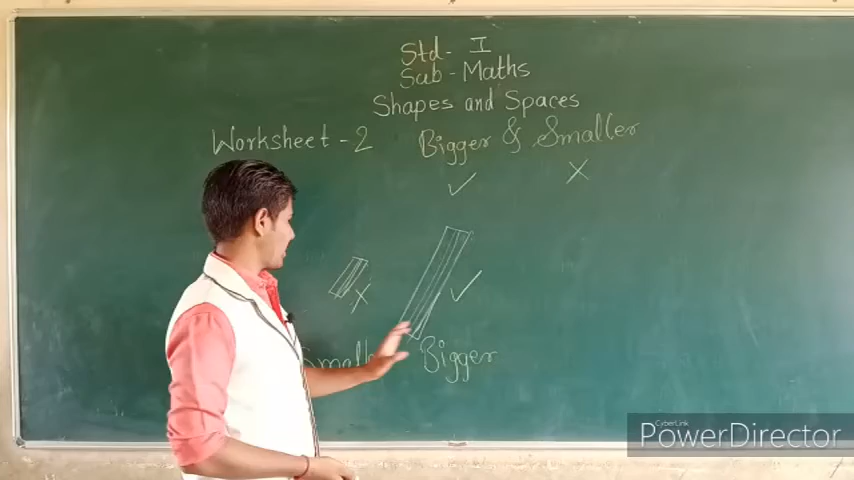 Std - I
Sub - Maths
Shapes and Spaces
Worksheet - 2 Bigger & Smaller
✓ X
X ✓
Bigger
CyberLink
PowerDirector